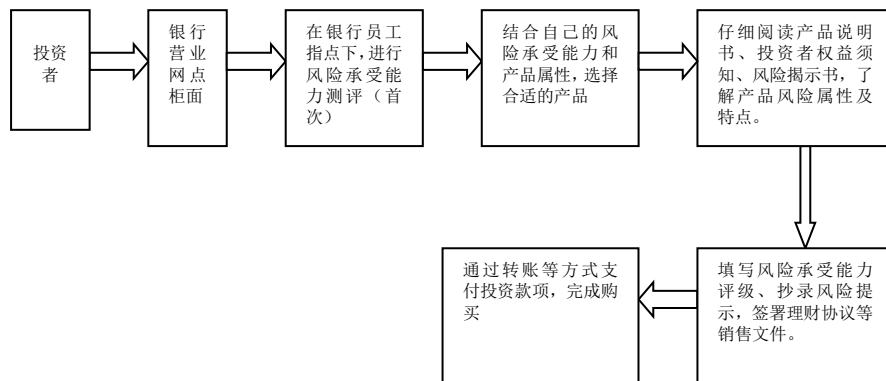 投资
者
银行
营业
网点
柜面
在银行员工
指点下，进行
风险承受能
力测评（首
次）
结合自己的风
险承受能力和
产品属性，选择
合适的产品
仔细阅读产品说明
书、投资者权益须
知、风险揭示书，了
解产品风险属性及
特点。
填写风险承受能力
评级、抄录风险提
示，签署理财协议等
销售文件。
通过转账等方式支
付投资款项，完成购
买